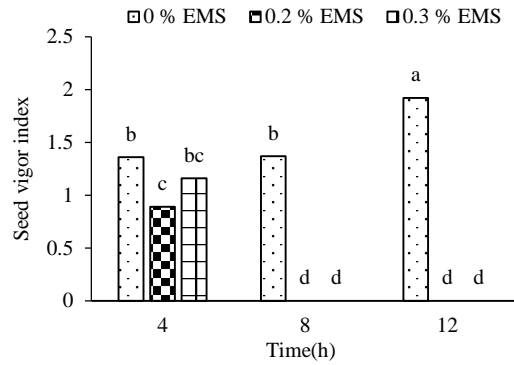 0 % EMS 0.2 % EMS 0.3 % EMS
2.5
2
1.5
1
0.5
0
Seed vigor index
b
c
bc
b
d d
a
d d
4 8 12
Time(h)